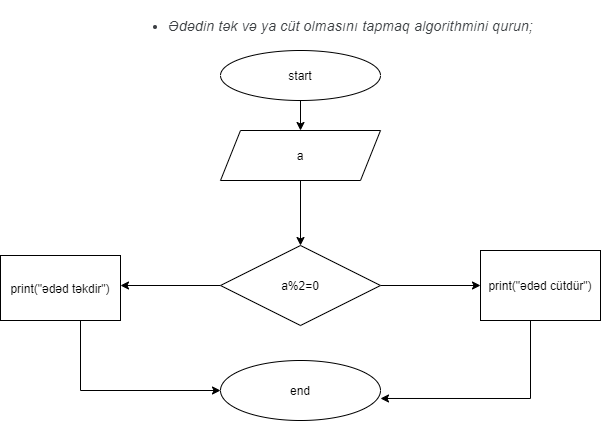 Ədədin tək və ya cüt olmasını tapmaq algorithmini qurun;
start
a
a%2=0
print("ədəd təkdir")
print("ədəd cütdür")
end